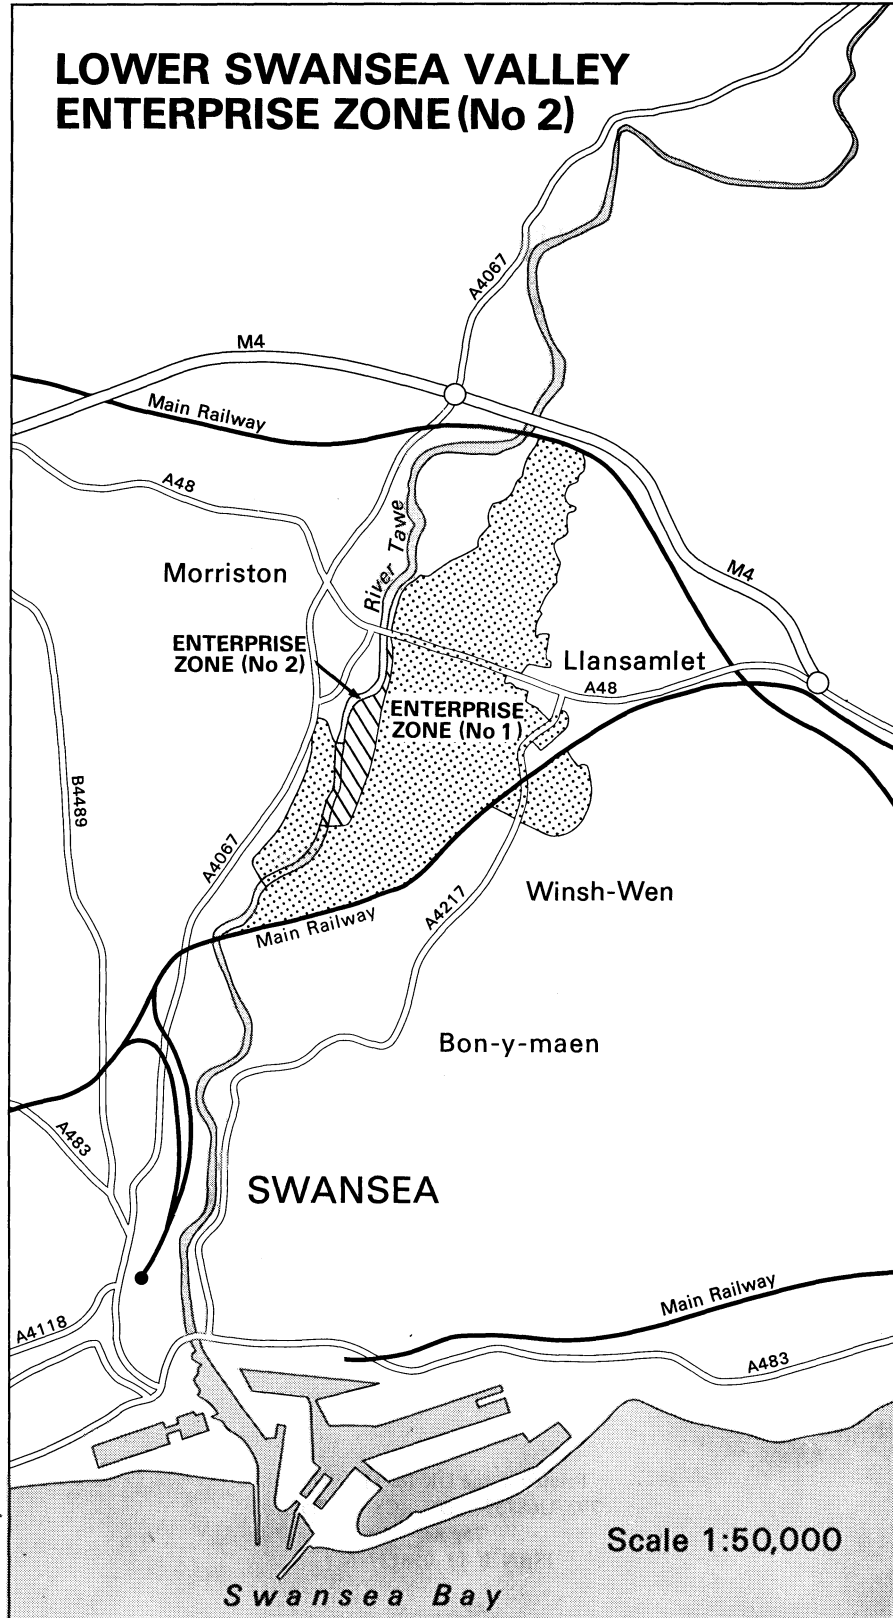 LOWER SWANSEA VALLEY
ENTERPRISE ZONE (No 2)
A4067
M4
Main Railway
A48
River Tawe
Morriston
M4
ENTERPRISE
ZONE (No 2)
Llansamlet
A48
ENTERPRISE
ZONE (No 1)
B4489
A4067
Winsh-Wen
A4217
Main Railway
Bon-y-maen
A483
SWANSEA
Main Railway
A4118
A483
Scale 1:50,000
Swansea Bay